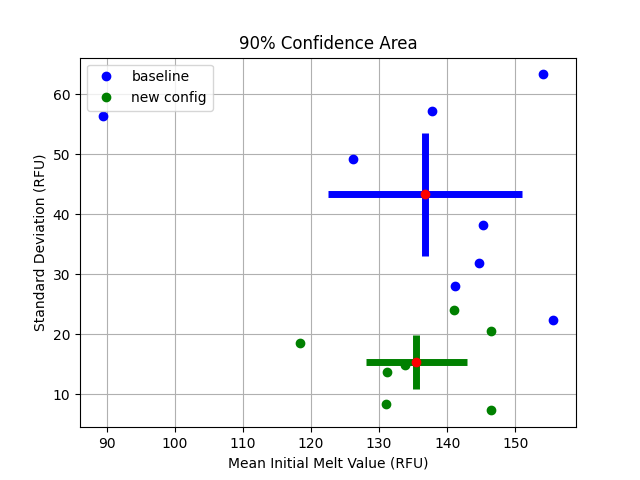 90% Confidence Area
baseline
new config
60
50
40
30
20
10
Standard Deviation (RFU)
90
100
110
120
130
140
150
Mean Initial Melt Value (RFU)